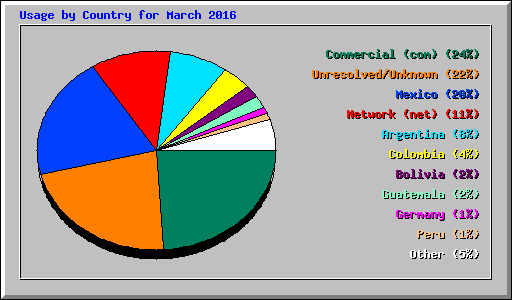 Usage by Country for March 2016
Commercial (com) (24%)
Unresolved/Unknown (22%)
Mexico (20%)
Network (net) (11%)
Argentina (8%)
Colombia (4%)
Bolivia (2%)
Guatemala (2%)
Germany (1%)
Peru (1%)
Other (5%)